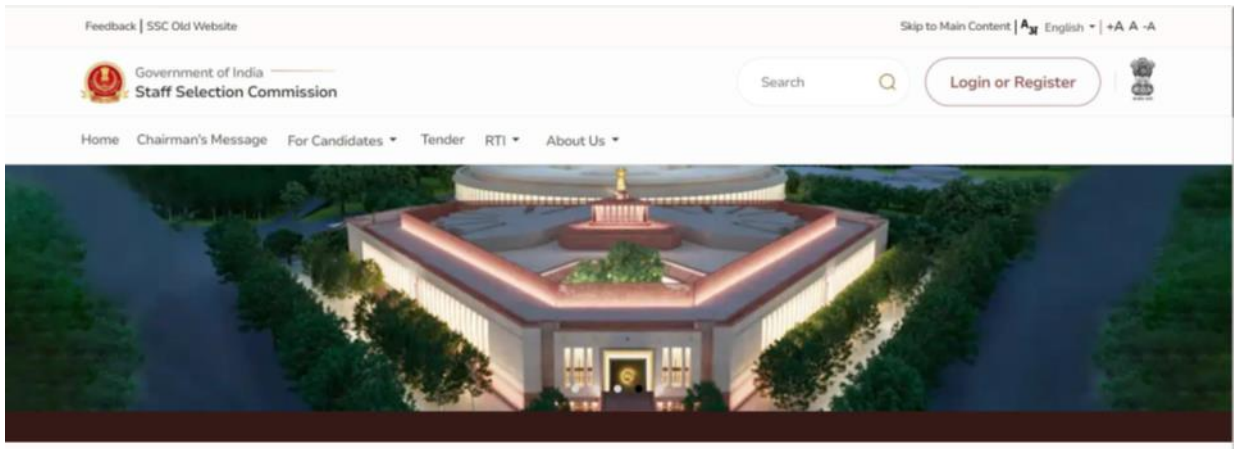 Feedback | SSC Old Website
Skip to Main Content | Aअ English | +A A -A
Government of India
Staff Selection Commission
Search
Login or Register
Home Chairman's Message For Candidates Tender RTI About Us